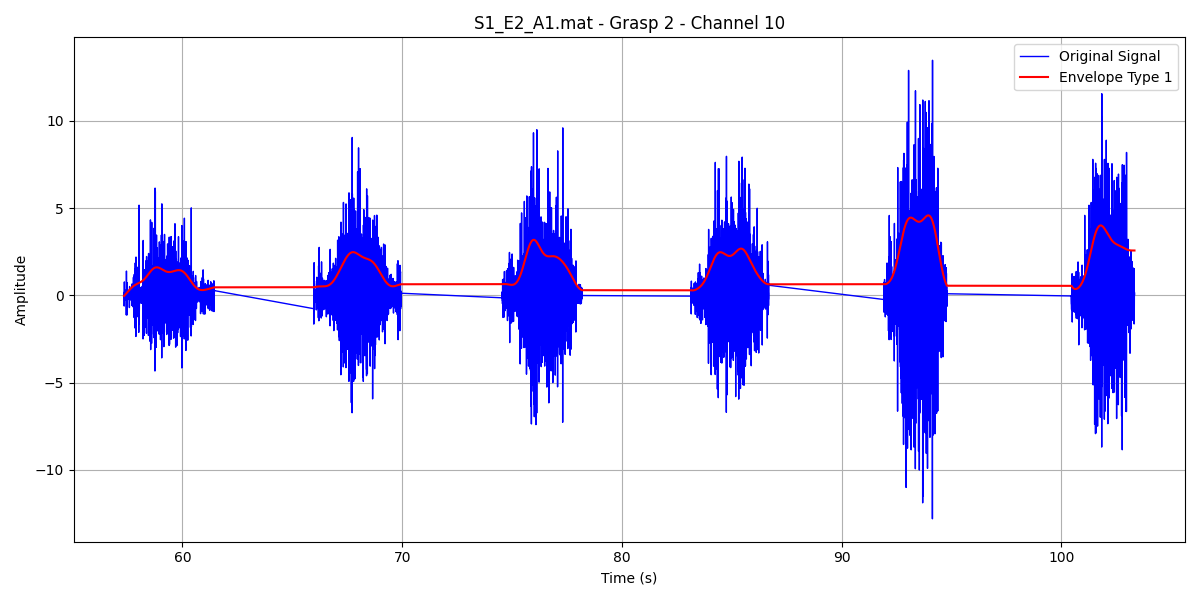 S1_E2_A1.mat - Grasp 2 - Channel 10
Original Signal
Envelope Type 1
Amplitude
10
5
0
−5
−10
60 70 80 90 100
Time (s)